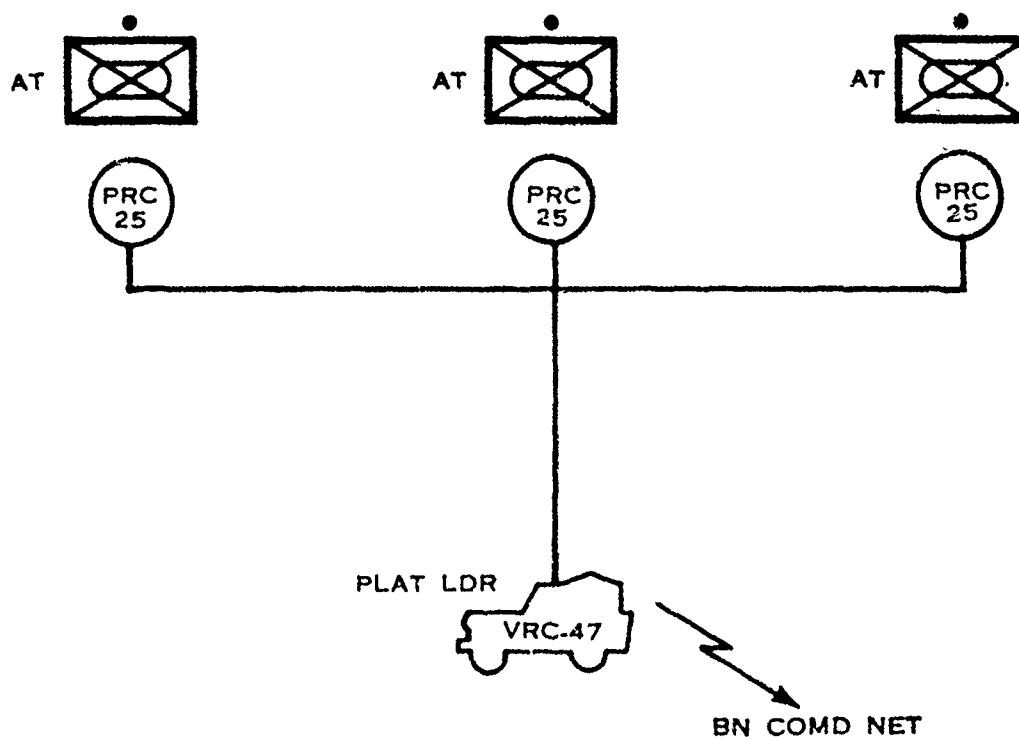 AT
AT
AT
PRC
25
PRC
25
PRC
25
PLAT LDR
VRC-47
BN COMD NET